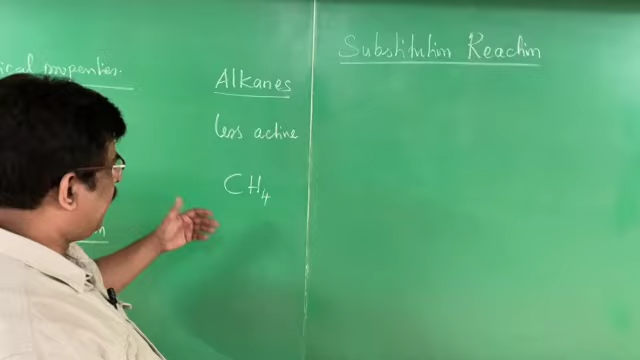 ical properties.
Alkanes
less active
CH₄
Substitution Reaction